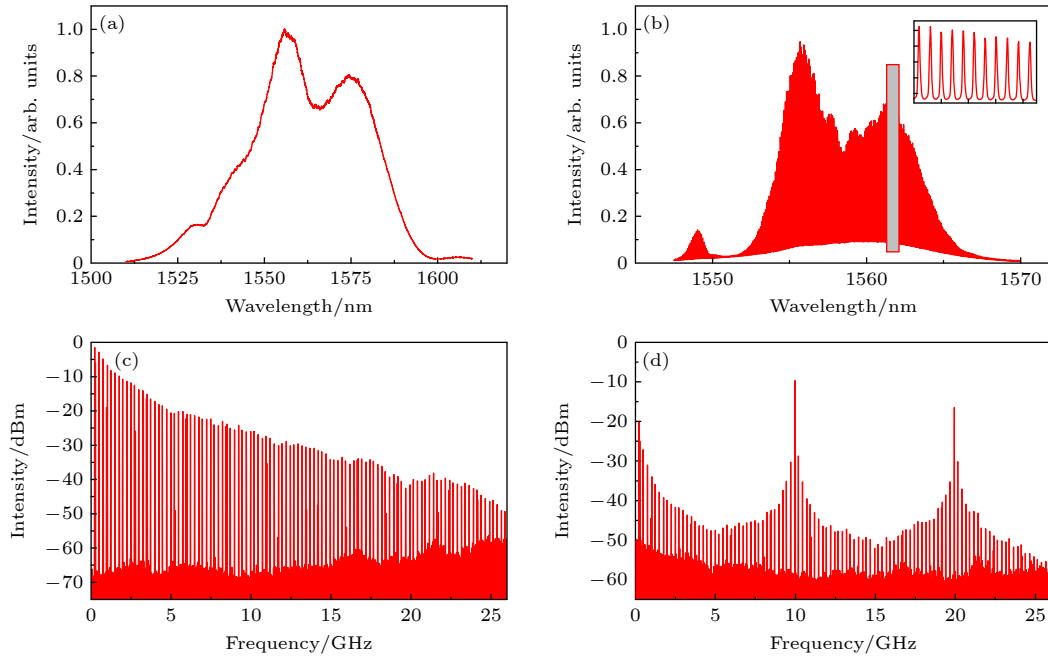 (a)
Intensity/arb. units
1.0
0.8
0.6
0.4
0.2
0
1500 1525 1550 1575 1600
Wavelength/nm
(b)
Intensity/arb. units
1.0
0.8
0.6
0.4
0.2
0
1550 1560 1570
Wavelength/nm
(c)
Intensity/dBm
0
−10
−20
−30
−40
−50
−60
−70
0 5 10 15 20 25
Frequency/GHz
(d)
Intensity/dBm
0
−10
−20
−30
−40
−50
−60
0 5 10 15 20 25
Frequency/GHz